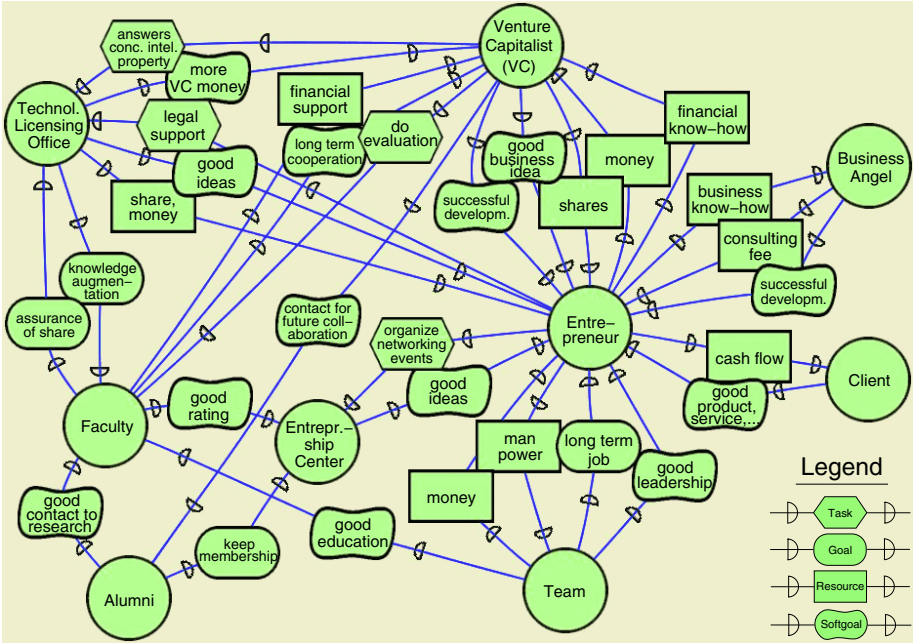 answers
conc. intel.
property
Venture
Capitalist
(VC)
more
VC money
financial
support
Technol.
Licensing
Office
legal
support
do
evaluation
long term
cooperation
good
ideas
share,
money
good
business
idea
money
financial
know–how
successful
developm.
shares
Business
Angel
business
know–how
consulting
fee
successful
developm.
knowledge
augmen–
tation
assurance
of share
contact for
future coll–
aboration
organize
networking
events
Entre–
preneur
good
ideas
cash flow
good
product,
service,...
Client
Faculty
good
rating
Entrepr.–
ship
Center
man
power
long term
job
good
leadership
money
good
contact to
research
good
education
keep
membership
Alumni
Team
Legend
Task
Goal
Resource
Softgoal